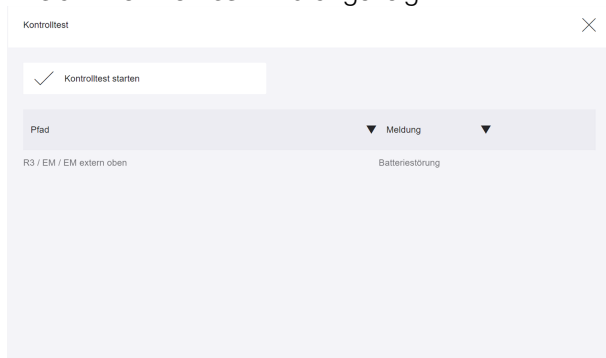 Kontrolltest
Kontrolltest starten
Pfad Meldung
R3 / EM / EM extern oben Batteriestörung